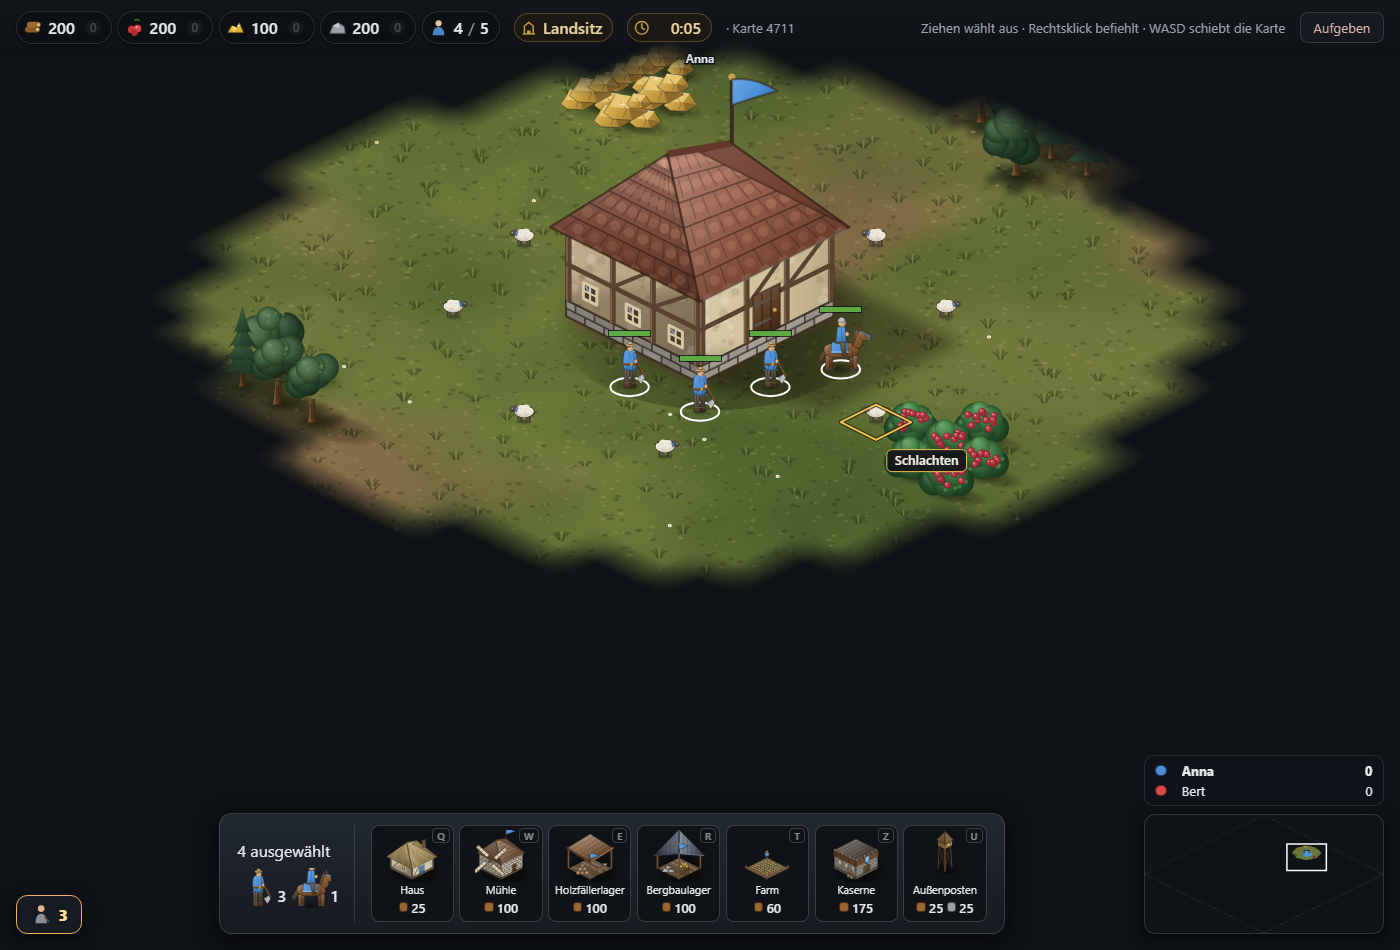 200 0 200 0 100 0 200 0 4 / 5 Landsitz 0:05 · Karte 4711 Ziehen wählt aus · Rechtsklick befiehlt · WASD schiebt die Karte Aufgeben
Anna
Schlachten
Anna 0
Bert 0
4 ausgewählt
3 1
Q W E R T Z U
Haus Mühle Holzfällerlager Bergbaulager Farm Kaserne Außenposten
25 100 100 100 60 175 25 25
3